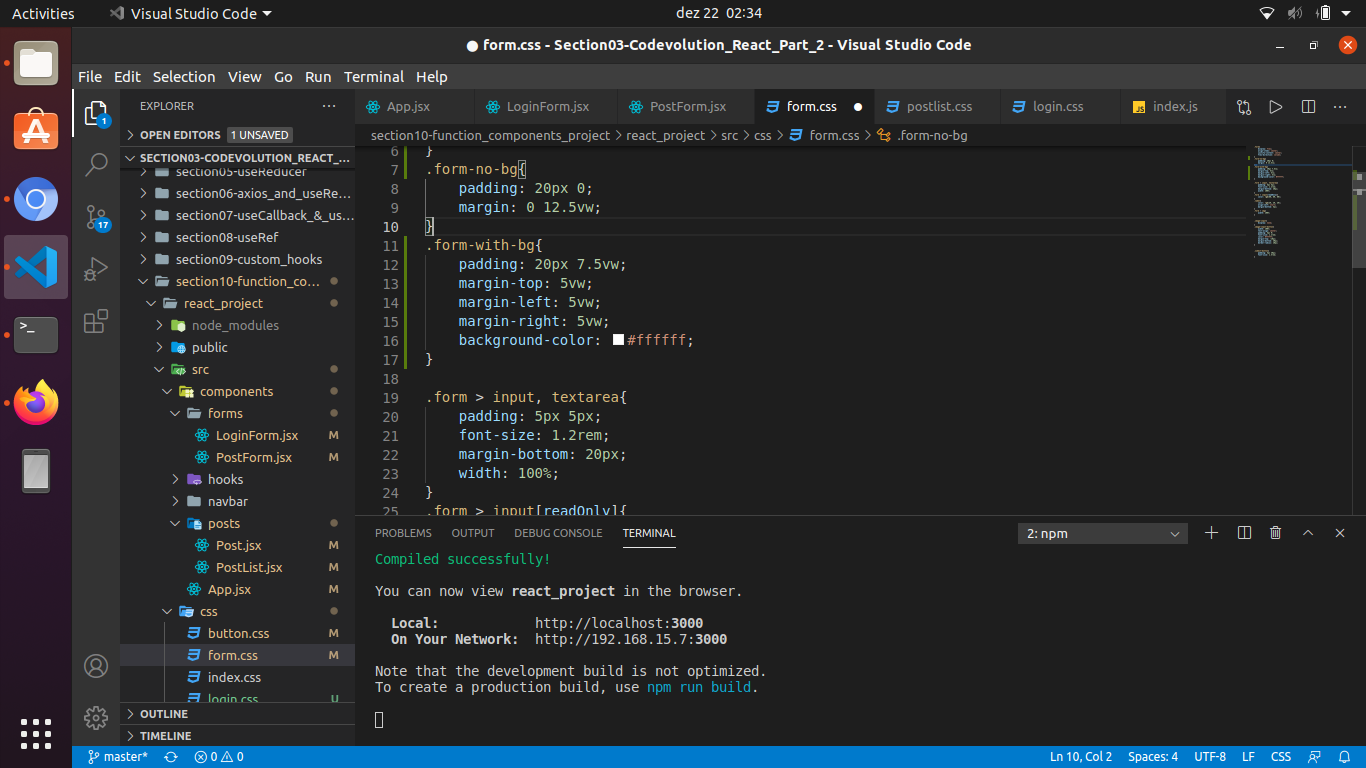 Activities Visual Studio Code dez 22 02:34
form.css - Section03-Codevolution_React_Part_2 - Visual Studio Code
File Edit Selection View Go Run Terminal Help
EXPLORER
OPEN EDITORS 1 UNSAVED
SECTION03-CODEVOLUTION_REACT_...
section05-useReducer
section06-axios_and_useRe...
section07-useCallback_&_us...
section08-useRef
section09-custom_hooks
section10-function_co...
react_project
node_modules
public
src
components
forms
LoginForm.jsx M
PostForm.jsx M
hooks
navbar
posts
Post.jsx M
PostList.jsx M
App.jsx M
css
button.css M
form.css M
index.css
login.css U
OUTLINE
TIMELINE
1
17
App.jsx LoginForm.jsx PostForm.jsx form.css postlist.css login.css JS index.js
section10-function_components_project > react_project > src > css > form.css > .form-no-bg
6 }
7 .form-no-bg{
8 padding: 20px 0;
9 margin: 0 12.5vw;
10 }
11 .form-with-bg{
12 padding: 20px 7.5vw;
13 margin-top: 5vw;
14 margin-left: 5vw;
15 margin-right: 5vw;
16 background-color: #ffffff;
17 }
18
19 .form > input, textarea{
20 padding: 5px 5px;
21 font-size: 1.2rem;
22 margin-bottom: 20px;
23 width: 100%;
24 }
25 .form > input[readOnly]{
PROBLEMS OUTPUT DEBUG CONSOLE TERMINAL 2: npm
Compiled successfully!
You can now view react_project in the browser.
Local: http://localhost:3000
On Your Network: http://192.168.15.7:3000
Note that the development build is not optimized.
To create a production build, use npm run build.
master* 0 0 Ln 10, Col 2 Spaces: 4 UTF-8 LF CSS